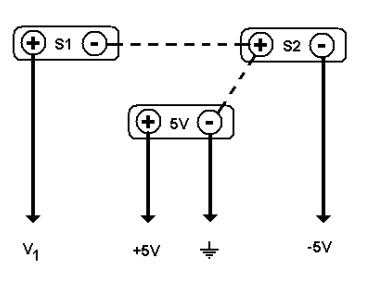 + S1 - + S2 -
+ 5V -
V1 +5V -5V